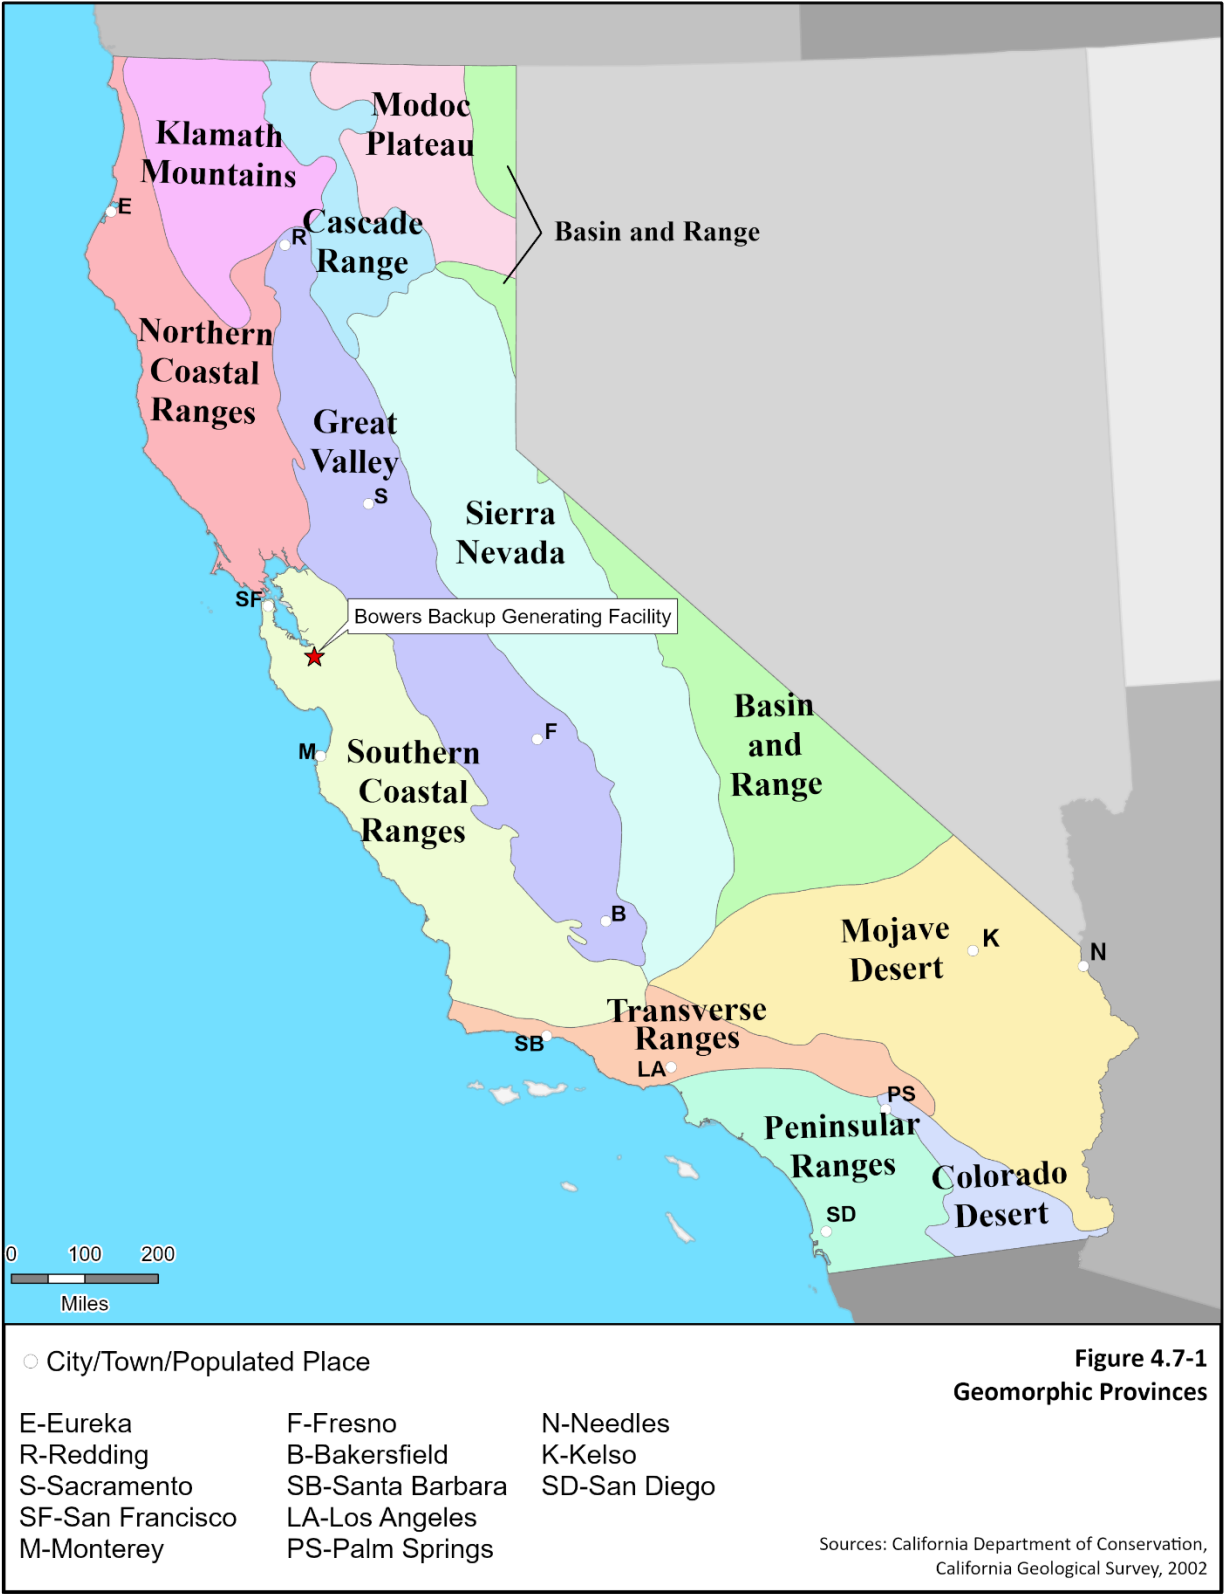 Klamath
Mountains
Modoc
Plateau
E
R
Cascade
Range
Basin and Range
Northern
Coastal
Ranges
Great
Valley
S
Sierra
Nevada
SF
Bowers Backup Generating Facility
Basin
and
Range
F
M
Southern
Coastal
Ranges
B
Mojave
Desert
K
N
Transverse
Ranges
SB
LA
PS
Peninsular
Ranges
Colorado
Desert
SD
0 100 200
Miles
City/Town/Populated Place
Figure 4.7-1
Geomorphic Provinces
E-Eureka
R-Redding
S-Sacramento
SF-San Francisco
M-Monterey
F-Fresno
B-Bakersfield
SB-Santa Barbara
LA-Los Angeles
PS-Palm Springs
N-Needles
K-Kelso
SD-San Diego
Sources: California Department of Conservation,
California Geological Survey, 2002